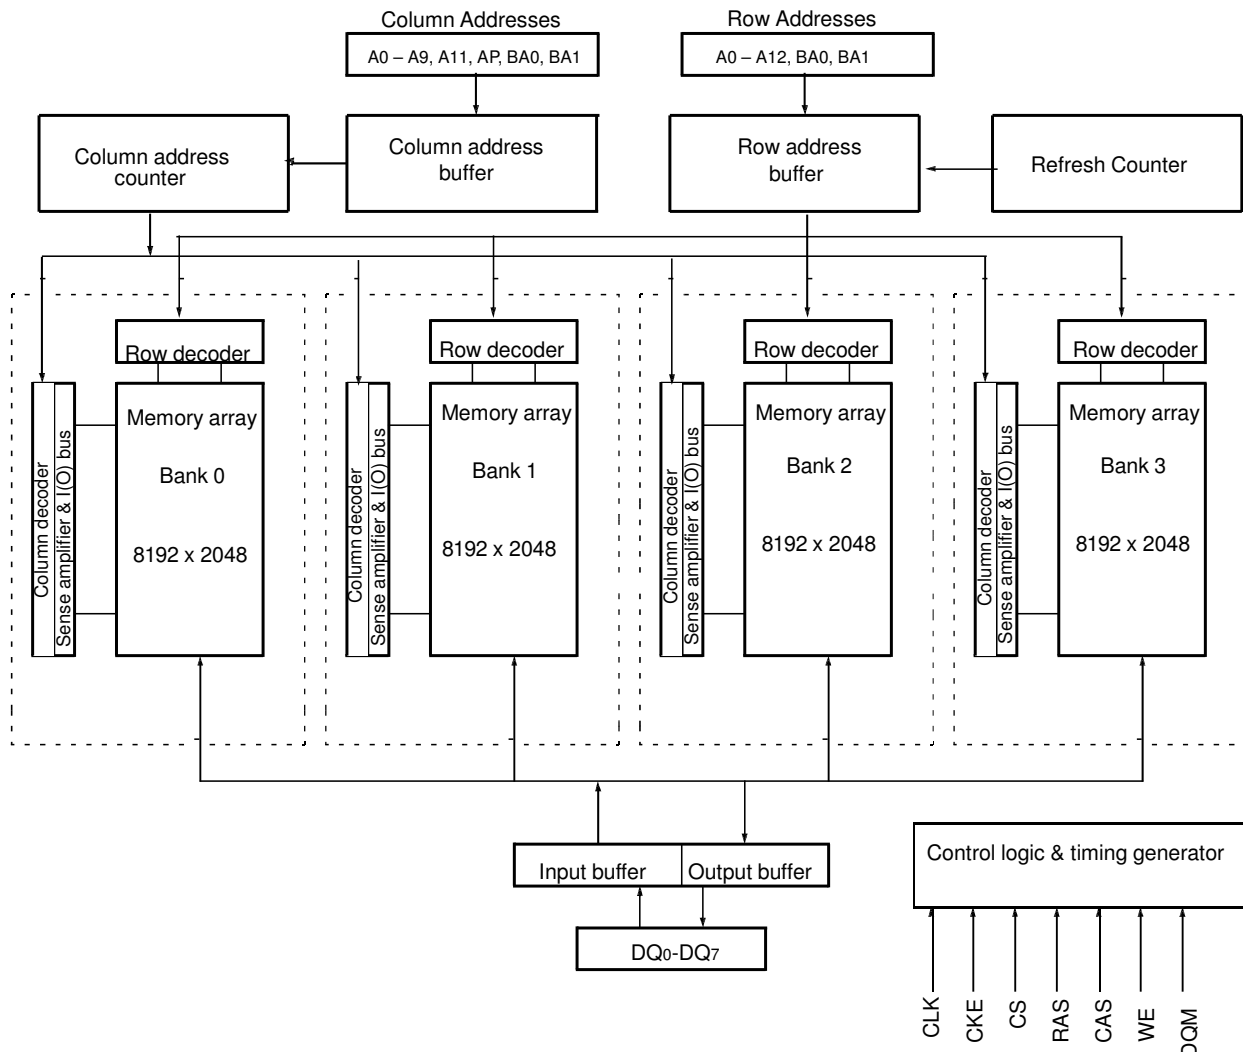 Column Addresses
Row Addresses
A0 – A9, A11, AP, BA0, BA1
A0 – A12, BA0, BA1
Column address
counter
Column address
buffer
Row address
buffer
Refresh Counter
Row decoder
Row decoder
Row decoder
Row decoder
Column decoder
Sense amplifier & I(O) bus
Memory array
Bank 0
8192 x 2048
Column decoder
Sense amplifier & I(O) bus
Memory array
Bank 1
8192 x 2048
Column decoder
Sense amplifier & I(O) bus
Memory array
Bank 2
8192 x 2048
Column decoder
Sense amplifier & I(O) bus
Memory array
Bank 3
8192 x 2048
Input buffer
Output buffer
DQ0-DQ7
Control logic & timing generator
CLK
CKE
CS
RAS
CAS
WE
DQM